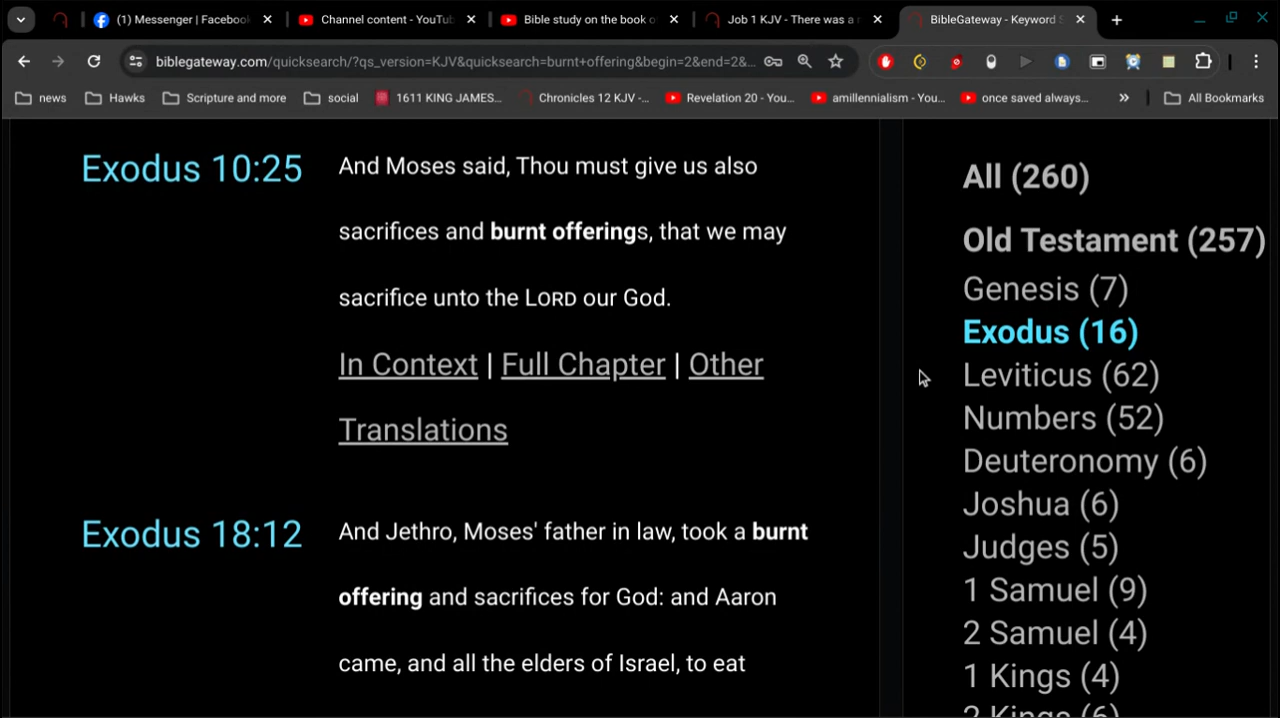 (1) Messenger | Faceboo
Channel content - YouTu
Bible study on the book o
Job 1 KJV - There was a r
BibleGateway - Keyword S
biblegateway.com/quicksearch/?qs_version=KJV&quicksearch=burnt+offering&begin=2&end=2&...
news
Hawks
Scripture and more
social
1611 KING JAMES...
Chronicles 12 KJV -...
Revelation 20 - You...
amillennialism - You...
once saved always...
All Bookmarks
Exodus 10:25
And Moses said, Thou must give us also
sacrifices and burnt offerings, that we may
sacrifice unto the LORD our God.
In Context | Full Chapter | Other
Translations
Exodus 18:12
And Jethro, Moses' father in law, took a burnt
offering and sacrifices for God: and Aaron
came, and all the elders of Israel, to eat
All (260)
Old Testament (257)
Genesis (7)
Exodus (16)
Leviticus (62)
Numbers (52)
Deuteronomy (6)
Joshua (6)
Judges (5)
1 Samuel (9)
2 Samuel (4)
1 Kings (4)
2 Kings (6)